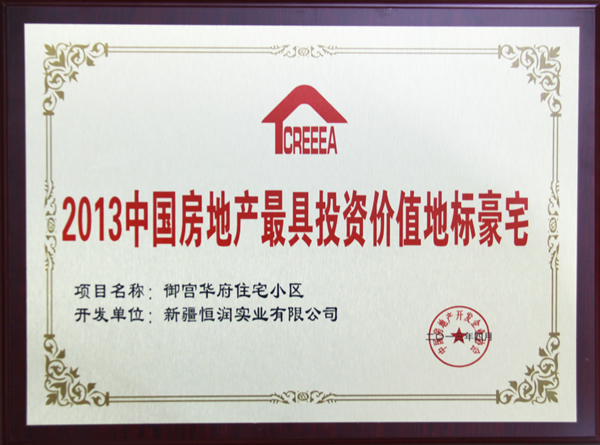 CREEEA
2013中国房地产最具投资价值地标豪宅
项目名称：御宫华府住宅小区
开发单位：新疆恒润实业有限公司